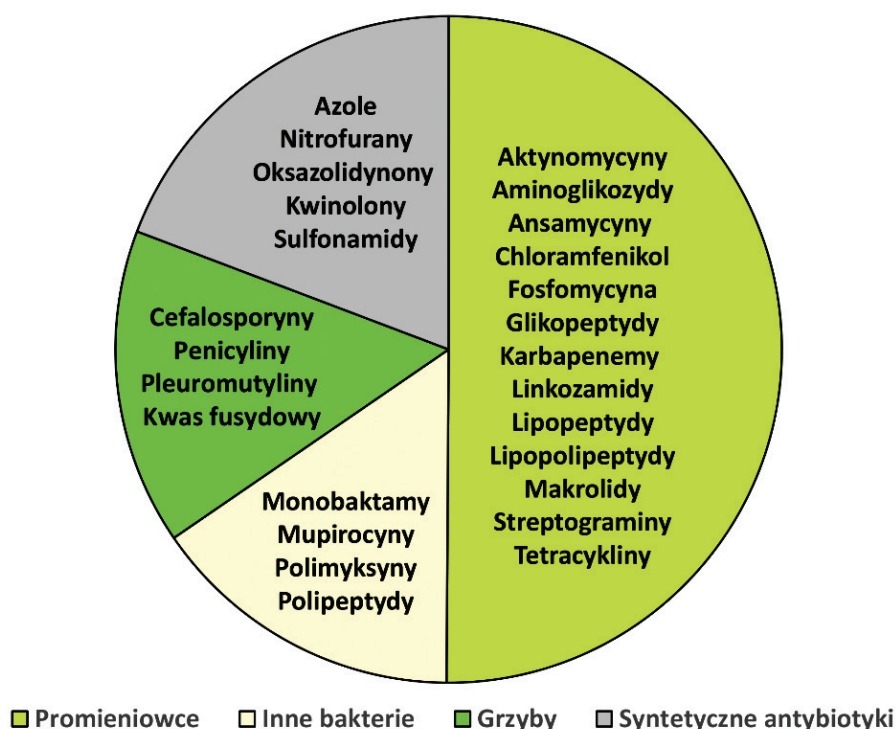 Azole
Nitrofurany
Oksazolidynony
Kwinolony
Sulfonamidy
Cefalosporyny
Penicyliny
Pleuromutyliny
Kwas fusydowy
Monobaktamy
Mupirocyny
Polimyksyny
Polipeptydy
Aktynomycyny
Aminoglikozydy
Ansamycyny
Chloramfenikol
Fosfomycyna
Glikopeptydy
Karbapenemy
Linkozamidy
Lipopeptydy
Lipopolipeptydy
Makrolidy
Streptograminy
Tetracykliny
Promieniowce Inne bakterie Grzyby Syntetyczne antybiotyki